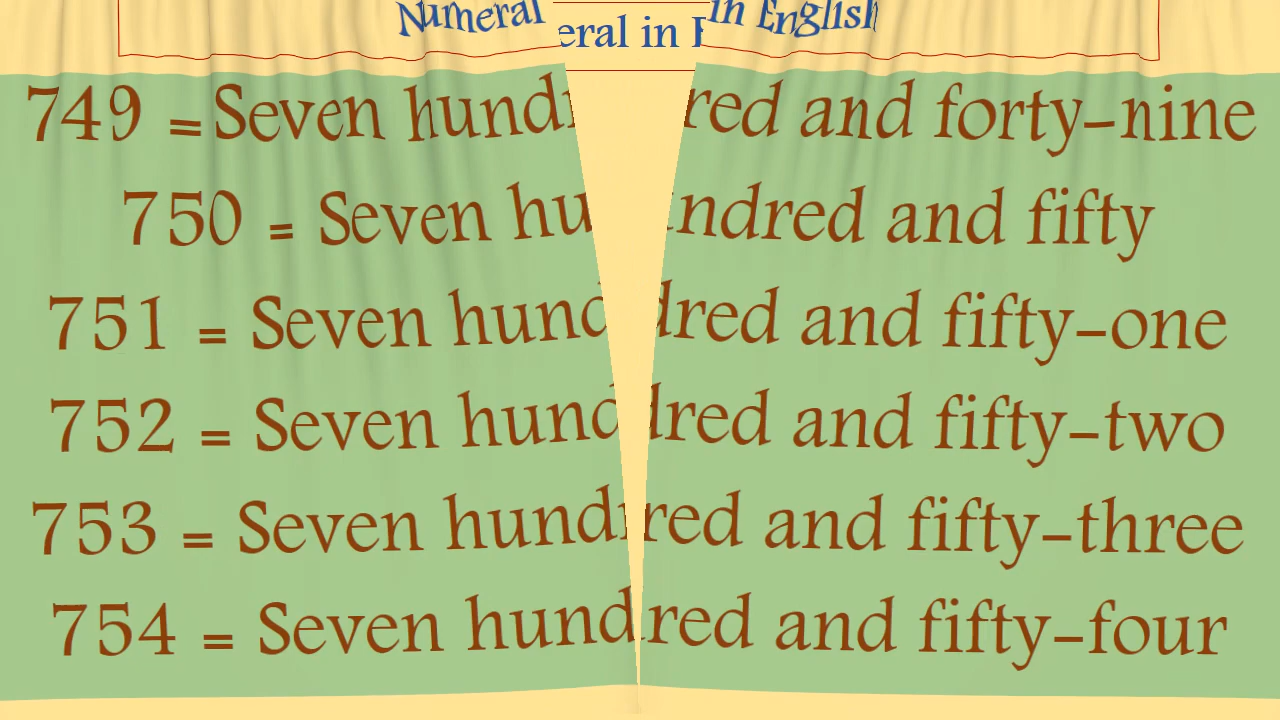 Numeral in English
749 = Seven hundred and forty-nine
750 = Seven hundred and fifty
751 = Seven hundred and fifty-one
752 = Seven hundred and fifty-two
753 = Seven hundred and fifty-three
754 = Seven hundred and fifty-four